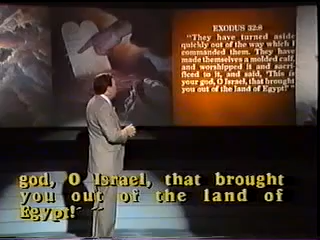 EXODUS 32:8
"They have turned aside
quickly out of the way which I
commanded them. They have
made themselves a molded calf,
and worshipped it and sacri-
ficed to it, and said, 'This is
your god, O Israel, that brought
you out of the land of Egypt!'"
god, O Israel, that brought
you out of the land of
Egypt!'"